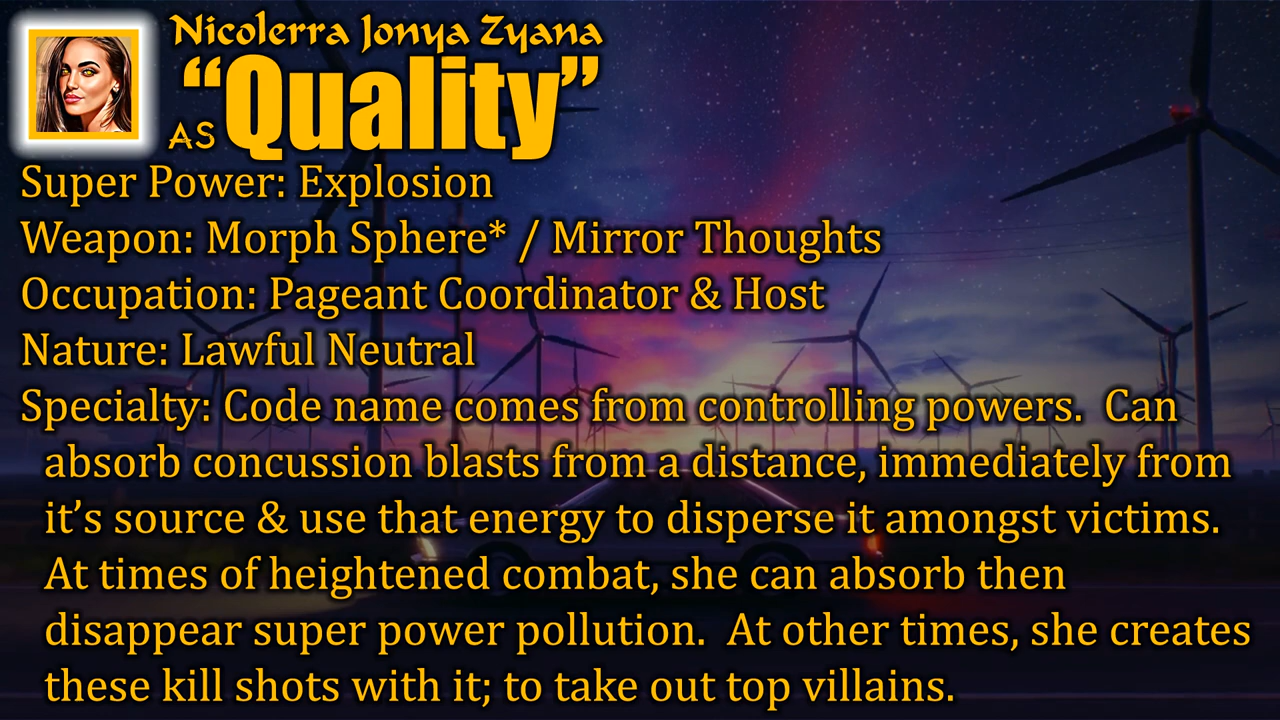 Nicolerra Jonya Zyana
AS “Quality”
Super Power: Explosion
Weapon: Morph Sphere* / Mirror Thoughts
Occupation: Pageant Coordinator & Host
Nature: Lawful Neutral
Specialty: Code name comes from controlling powers.  Can
absorb concussion blasts from a distance, immediately from
it’s source & use that energy to disperse it amongst victims.
At times of heightened combat, she can absorb then
disappear super power pollution.  At other times, she creates
these kill shots with it; to take out top villains.